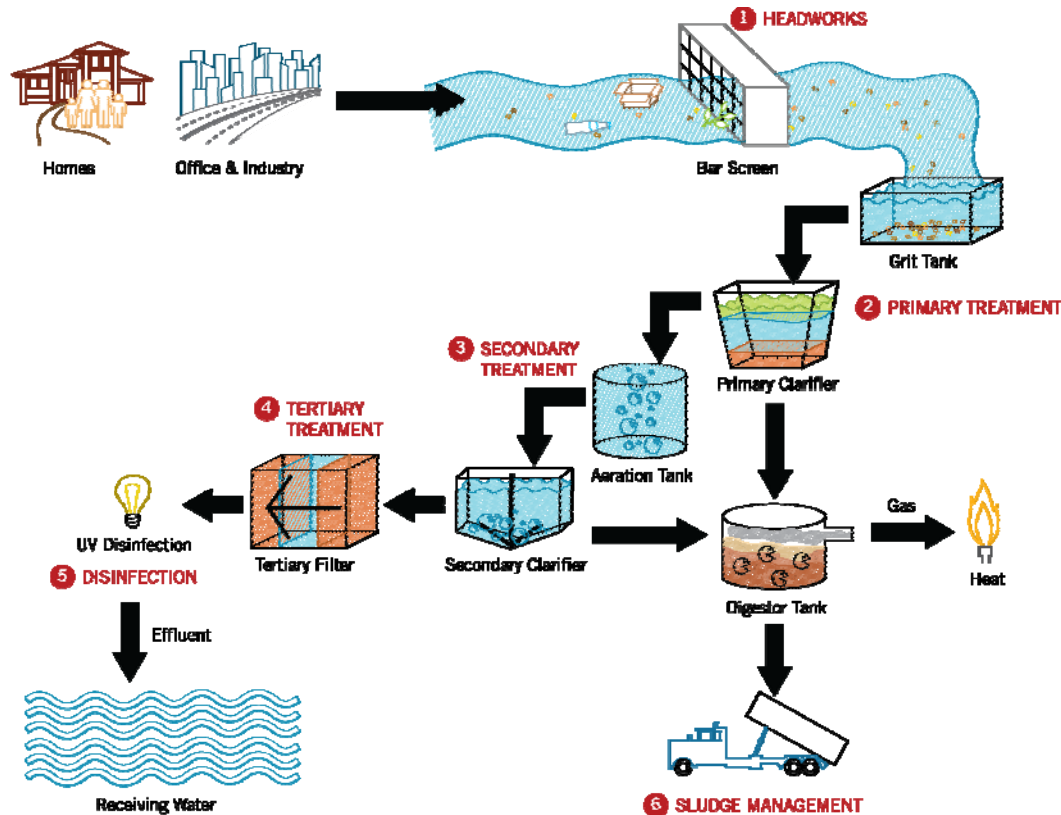 1 HEADWORKS
Homes
Office & Industry
Bar Screen
Grit Tank
2 PRIMARY TREATMENT
Primary Clarifier
3 SECONDARY
TREATMENT
Aeration Tank
4 TERTIARY
TREATMENT
UV Disinfection
Tertiary Filter
Secondary Clarifier
5 DISINFECTION
Gas
Heat
Digestor Tank
Effluent
Receiving Water
6 SLUDGE MANAGEMENT